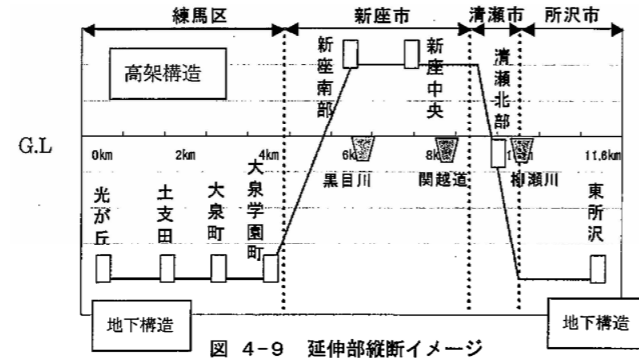 練馬区
新座市
清瀬市
所沢市
高架構造
新座南部
新座中央
清瀬北部
G.L
0km
2km
4km
6km
8km
11.6km
黒目川
関越道
柳瀬川
光が丘
土支田
大泉町
大泉学園町
東所沢
地下構造
地下構造
図 4-9 延伸部縦断イメージ